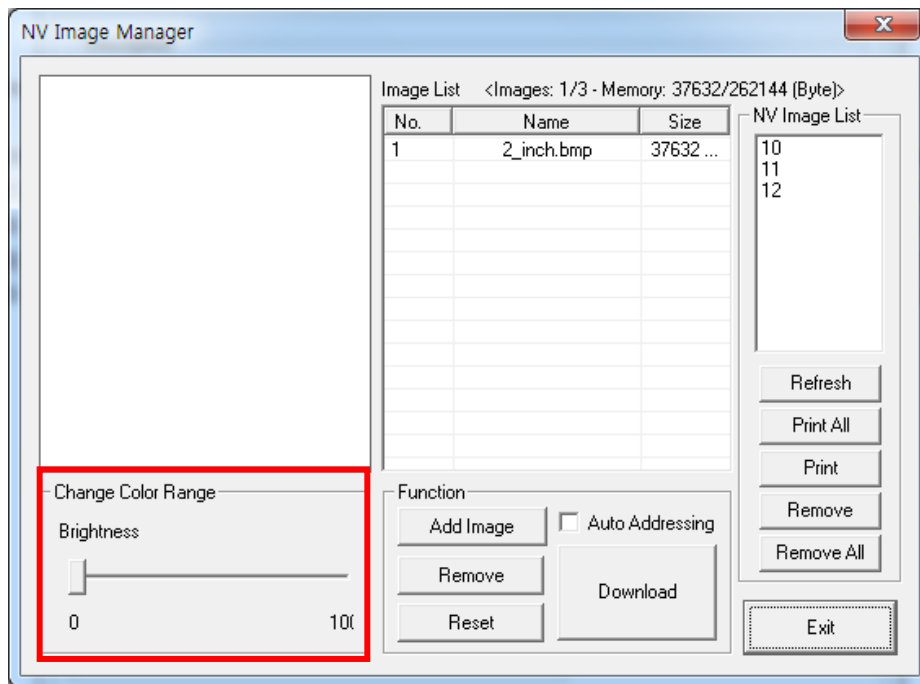 NV Image Manager
Image List <Images: 1/3 - Memory: 37632/262144 (Byte)>
No. Name Size
1 2_inch.bmp 37632 ...
NV Image List
10
11
12
Refresh
Print All
Print
Remove
Remove All
Change Color Range
Brightness
0 10(
Function
Add Image
Auto Addressing
Remove
Download
Reset
Exit